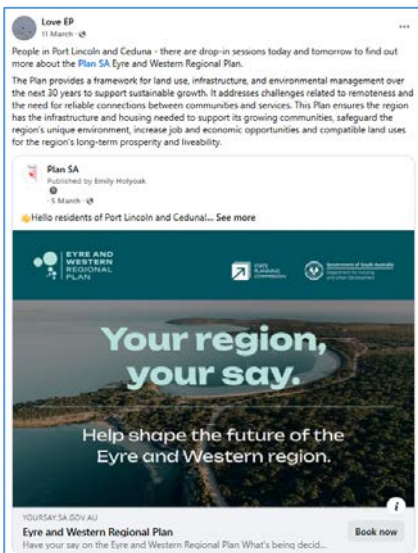 Love EP
11 March ·
People in Port Lincoln and Ceduna - there are drop-in sessions today and tomorrow to find out
more about the Plan SA Eyre and Western Regional Plan.
The Plan provides a framework for land use, infrastructure, and environmental management over
the next 30 years to support sustainable growth. It addresses challenges related to remoteness and
the need for reliable connections between communities and services. This Plan ensures the region
has the infrastructure and housing needed to support its growing communities, safeguard the
region's unique environment, increase job and economic opportunities and compatible land uses
for the region's long-term prosperity and liveability.
Plan SA
Published by Emily Holyoak
· 5 March ·
👋Hello residents of Port Lincoln and Ceduna!... See more
EYRE AND
WESTERN
REGIONAL
PLAN
STATE
PLANNING
COMMISSION
Government of South Australia
Department for Housing
and Urban Development
Your region,
your say.
Help shape the future of the
Eyre and Western region.
i
YOURSAY.SA.GOV.AU
Eyre and Western Regional Plan
Have your say on the Eyre and Western Regional Plan What's being decid...
Book now